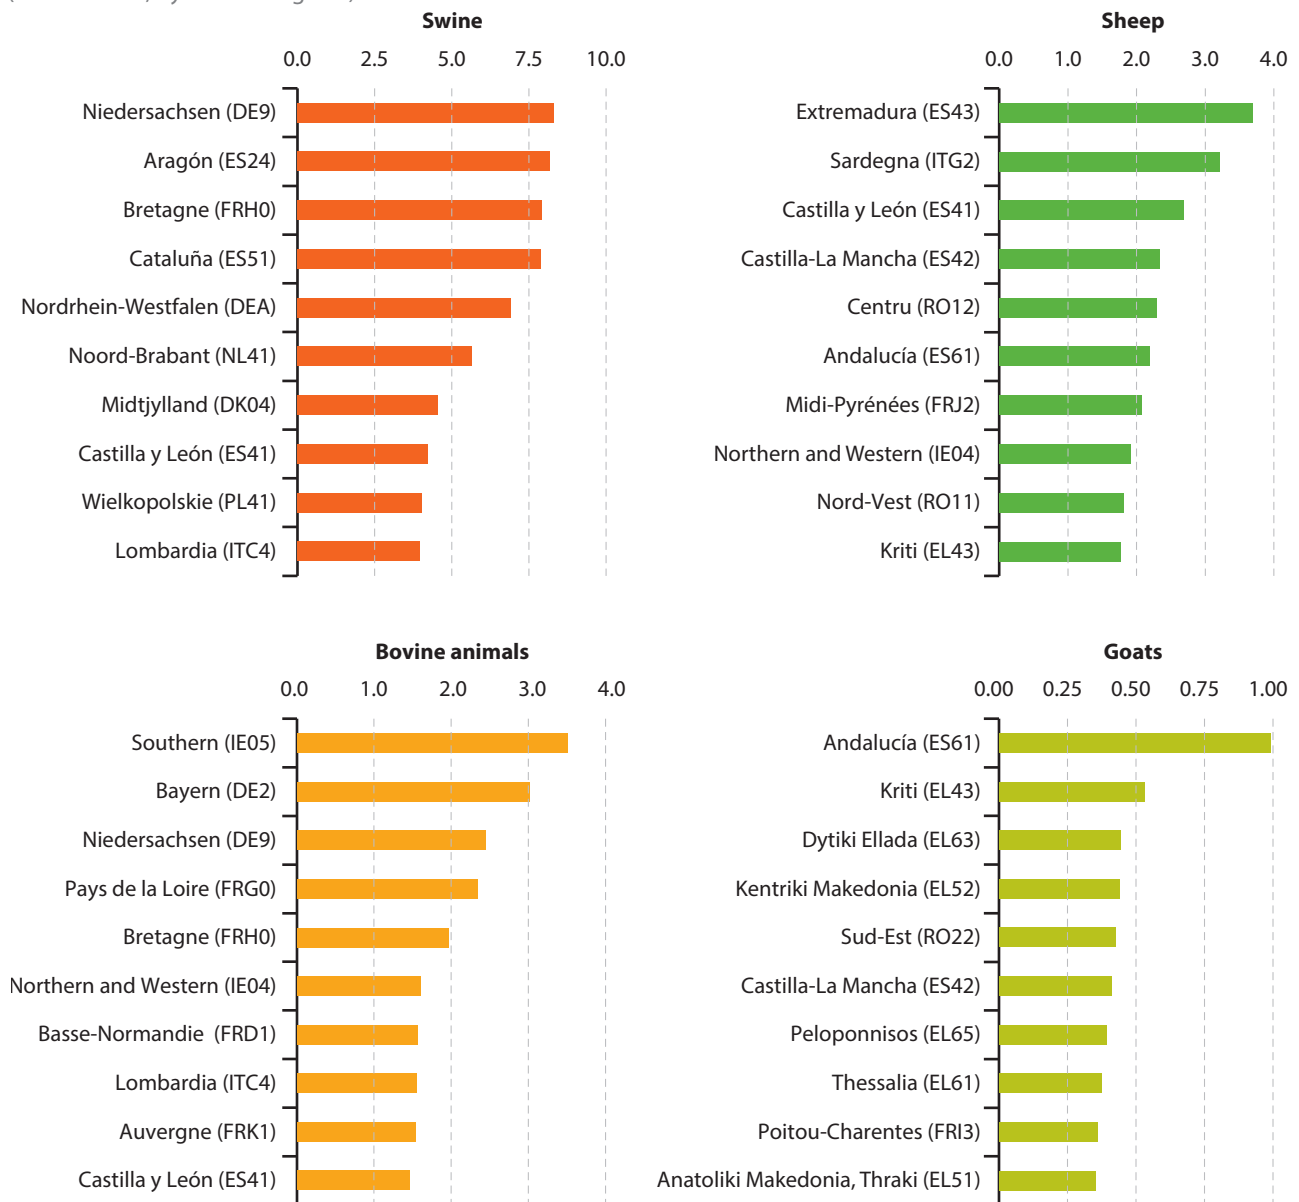 Swine
0.0 2.5 5.0 7.5 10.0
Niedersachsen (DE9)
Aragón (ES24)
Bretagne (FRH0)
Cataluña (ES51)
Nordrhein-Westfalen (DEA)
Noord-Brabant (NL41)
Midtjylland (DK04)
Castilla y León (ES41)
Wielkopolskie (PL41)
Lombardia (ITC4)
Sheep
0.0 1.0 2.0 3.0 4.0
Extremadura (ES43)
Sardegna (ITG2)
Castilla y León (ES41)
Castilla-La Mancha (ES42)
Centru (RO12)
Andalucía (ES61)
Midi-Pyrénées (FRJ2)
Northern and Western (IE04)
Nord-Vest (RO11)
Kriti (EL43)
Bovine animals
0.0 1.0 2.0 3.0 4.0
Southern (IE05)
Bayern (DE2)
Niedersachsen (DE9)
Pays de la Loire (FRG0)
Bretagne (FRH0)
Northern and Western (IE04)
Basse-Normandie (FRD1)
Lombardia (ITC4)
Auvergne (FRK1)
Castilla y León (ES41)
Goats
0.00 0.25 0.50 0.75 1.00
Andalucía (ES61)
Kriti (EL43)
Dytiki Ellada (EL63)
Kentriki Makedonia (EL52)
Sud-Est (RO22)
Castilla-La Mancha (ES42)
Peloponnisos (EL65)
Thessalia (EL61)
Poitou-Charentes (FRI3)
Anatoliki Makedonia, Thraki (EL51)